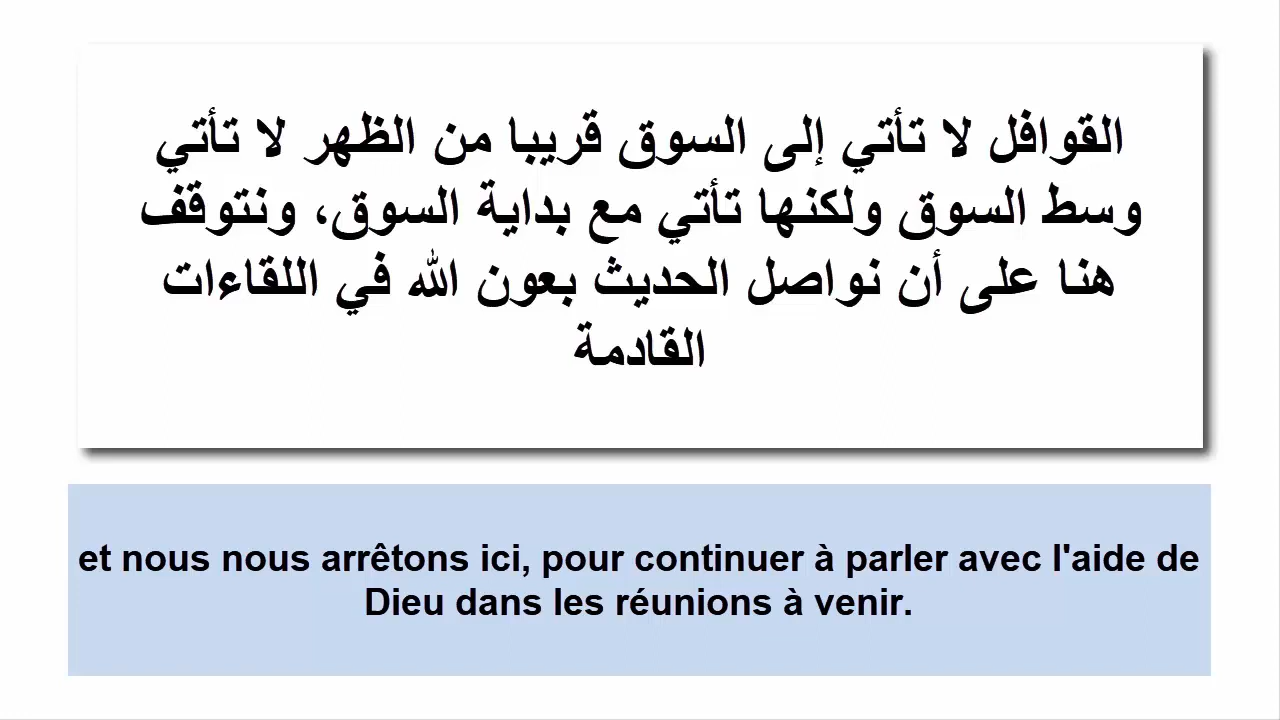 القوافل لا تأتي إلى السوق قريبا من الظهر لا تأتي
وسط السوق ولكنها تأتي مع بداية السوق، ونتوقف
هنا على أن نواصل الحديث بعون الله في اللقاءات
القادمة
et nous nous arrêtons ici, pour continuer à parler avec l'aide de
Dieu dans les réunions à venir.